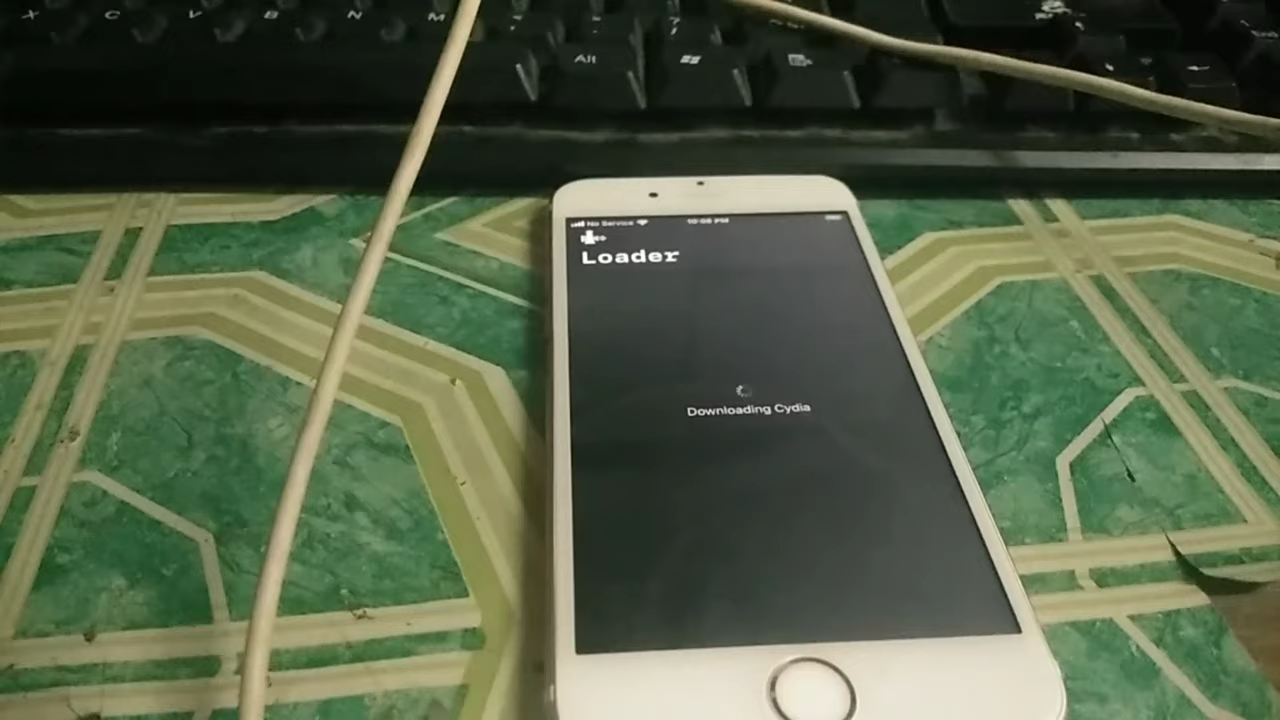 X C V B N M
Alt
No Service 10:08 PM
Loader
Downloading Cydia